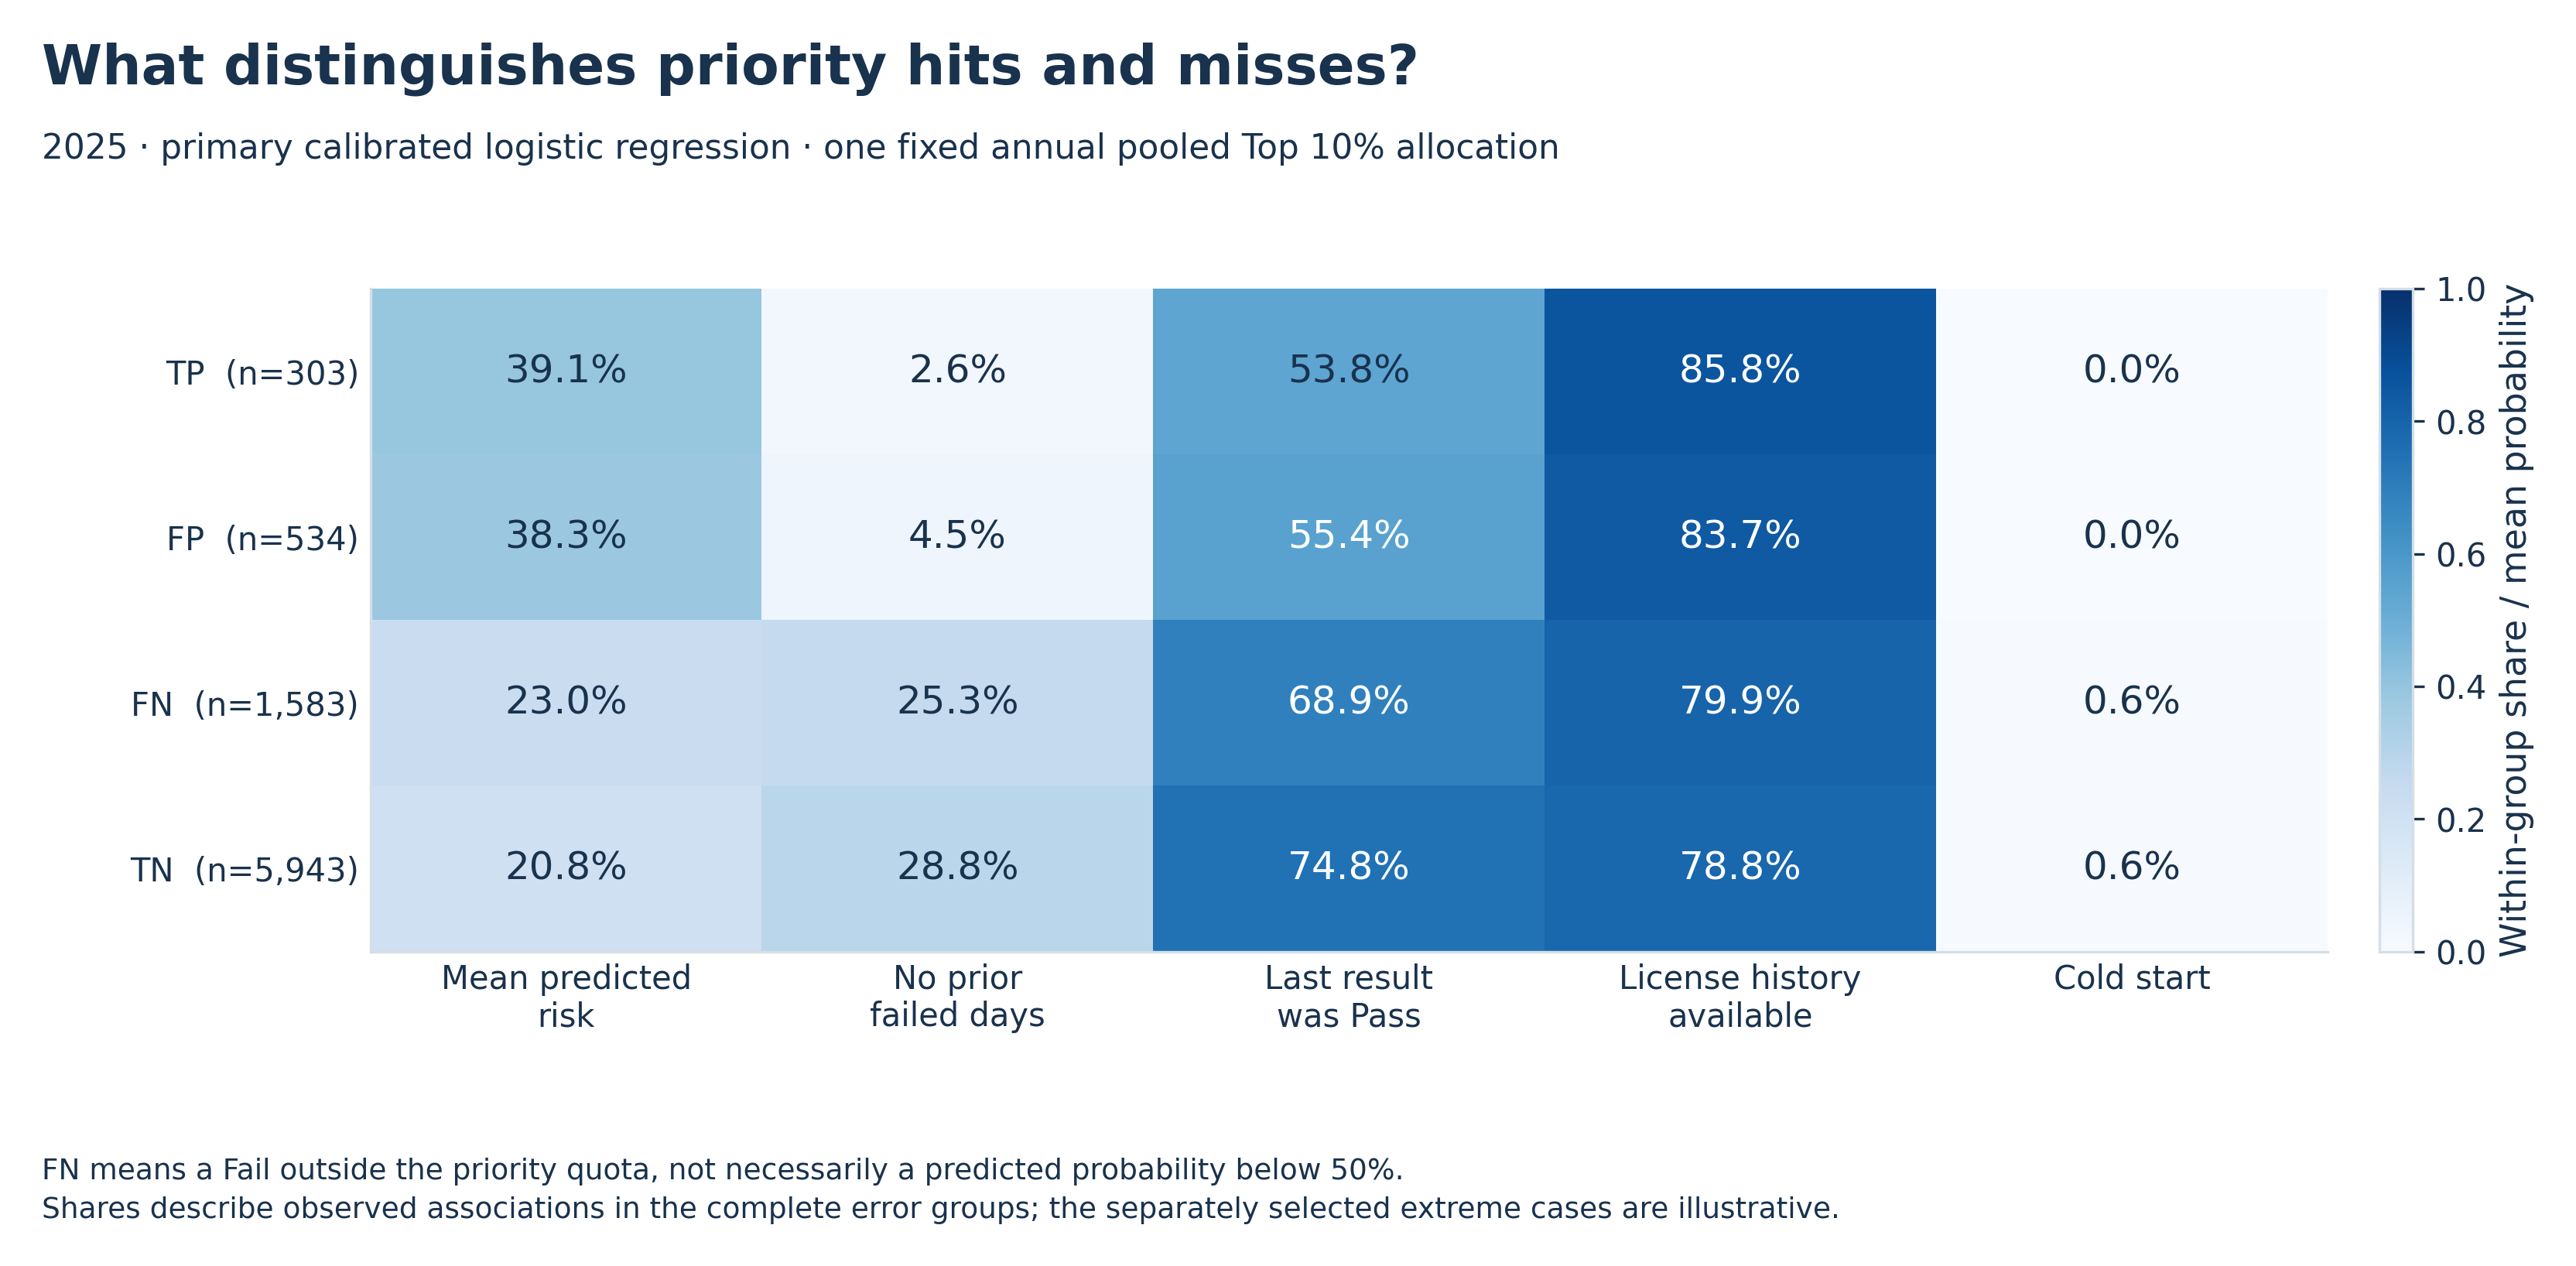 What distinguishes priority hits and misses?
2025 · primary calibrated logistic regression · one fixed annual pooled Top 10% allocation
TP (n=303) 39.1% 2.6% 53.8% 85.8% 0.0%
FP (n=534) 38.3% 4.5% 55.4% 83.7% 0.0%
FN (n=1,583) 23.0% 25.3% 68.9% 79.9% 0.6%
TN (n=5,943) 20.8% 28.8% 74.8% 78.8% 0.6%
Mean predicted
risk
No prior
failed days
Last result
was Pass
License history
available
Cold start
1.0
0.8
0.6
0.4
0.2
0.0
Within-group share / mean probability
FN means a Fail outside the priority quota, not necessarily a predicted probability below 50%.
Shares describe observed associations in the complete error groups; the separately selected extreme cases are illustrative.